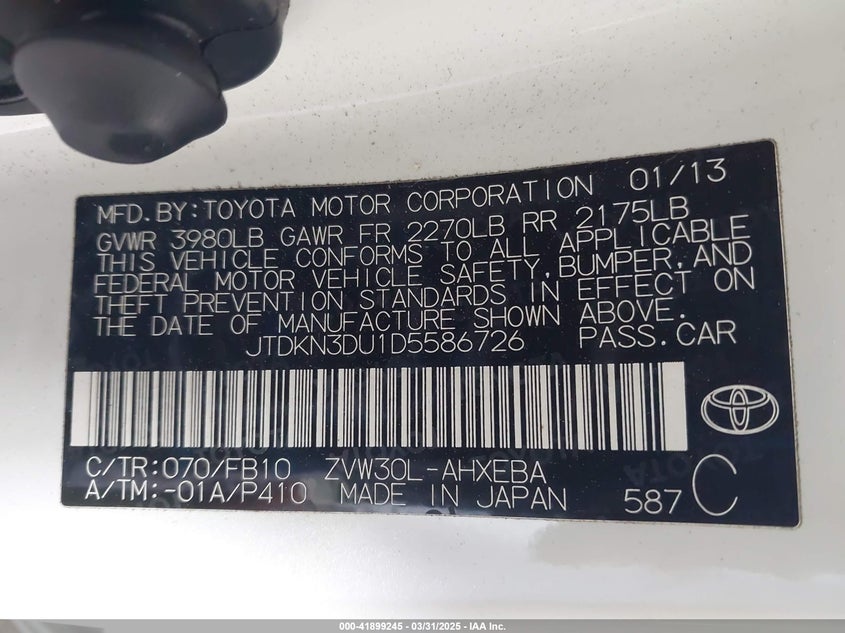 MFD. BY: TOYOTA MOTOR CORPORATION 01/13
GVWR 3980LB GAWR FR 2270LB RR 2175LB
THIS VEHICLE CONFORMS TO ALL APPLICABLE
FEDERAL MOTOR VEHICLE SAFETY, BUMPER, AND
THEFT PREVENTION STANDARDS IN EFFECT ON
THE DATE OF MANUFACTURE SHOWN ABOVE.
JTDKN3DU1D5586726 PASS. CAR
C/TR: 070/FB10 ZVW30L-AHXEBA
A/TM: -01A/P410 MADE IN JAPAN 587 C
000-41899245 - 03/31/2025 - IAA Inc.